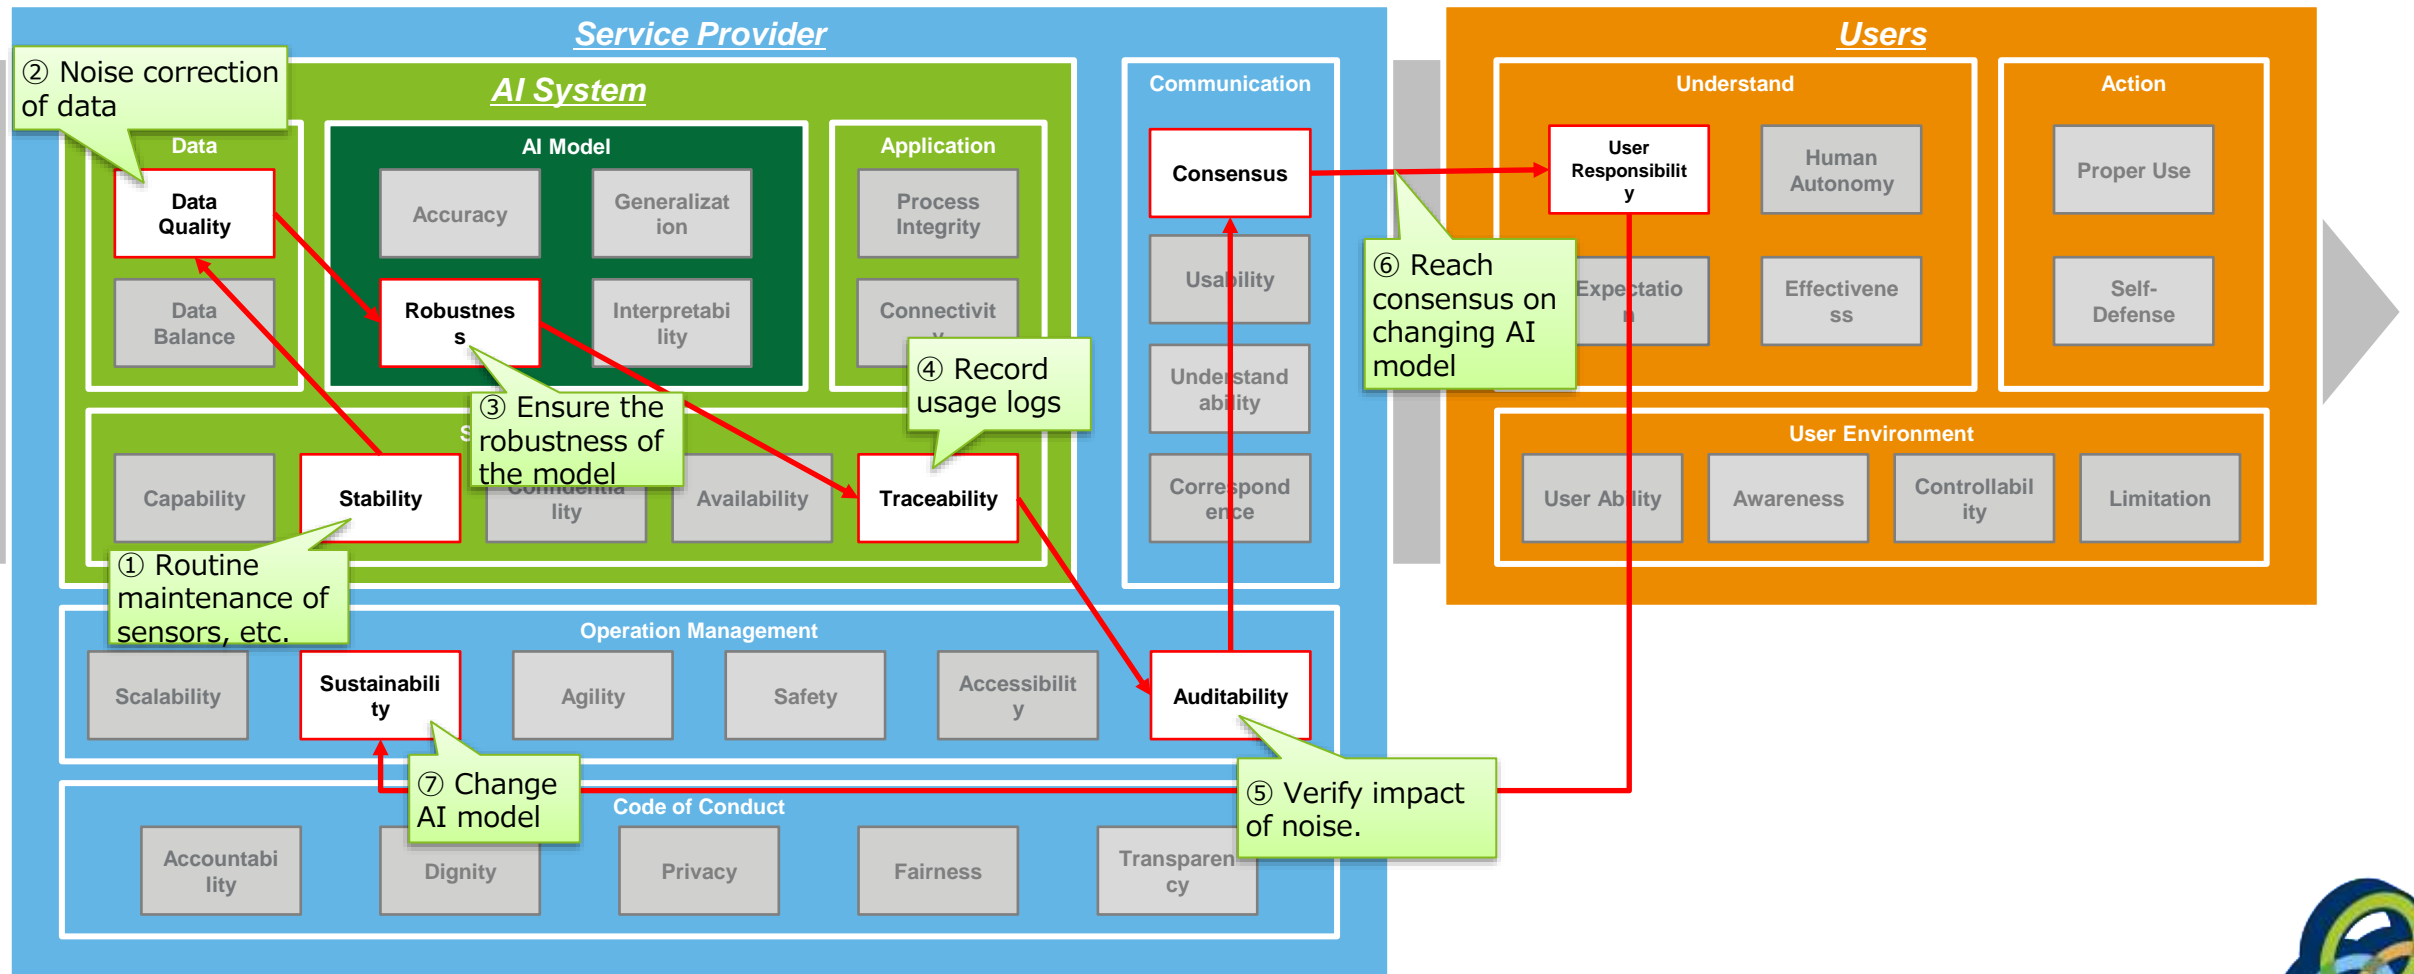 Service Provider
② Noise correction
of data
AI System
Data
Data
Quality
Data
Balance
AI Model
Accuracy
Generalizat
ion
Robustnes
s
Interpretabi
lity
③ Ensure the
robustness of
the model
Application
Process
Integrity
Connectivit
④ Record
usage logs
S
Capability
Stability
Confidentia
lity
Availability
Traceability
① Routine
maintenance of
sensors, etc.
Communication
Consensus
Usability
Understand
ability
Correspond
ence
Operation Management
Scalability
Sustainabili
ty
Agility
Safety
Accessibilit
y
Auditability
⑦ Change
AI model
⑤ Verify impact
of noise.
Code of Conduct
Accountabi
lity
Dignity
Privacy
Fairness
Transparen
cy
Users
Understand
User
Responsibilit
y
Human
Autonomy
⑥ Reach
consensus on
changing AI
model
Expectatio
n
Effectivene
ss
Action
Proper Use
Self-
Defense
User Environment
User Ability
Awareness
Controllabil
ity
Limitation